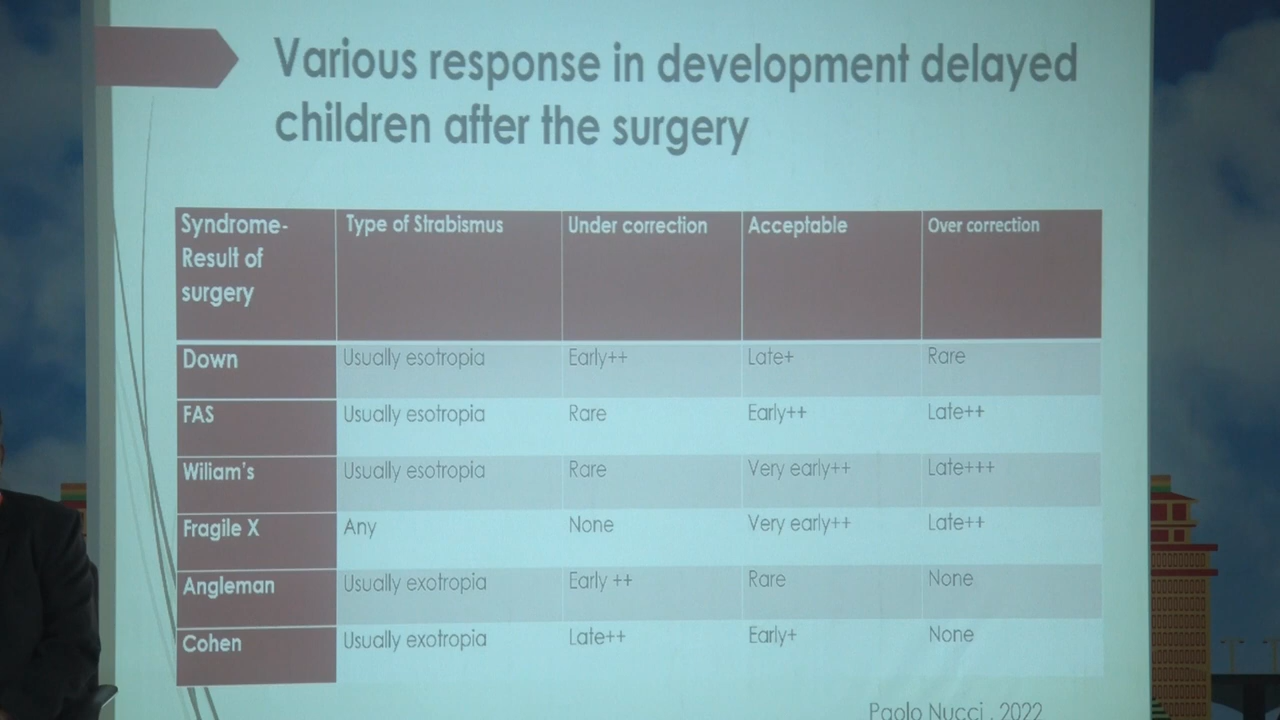 Various response in development delayed
children after the surgery
Syndrome- Type of Strabismus Under correction Acceptable Over correction
Result of
surgery
Down Usually esotropia Early++ Late+ Rare
FAS Usually esotropia Rare Early++ Late++
Wiliam's Usually esotropia Rare Very early++ Late+++
Fragile X Any None Very early++ Late++
Angleman Usually exotropia Early ++ Rare None
Cohen Usually exotropia Late++ Early+ None
Paolo Nucci , 2022